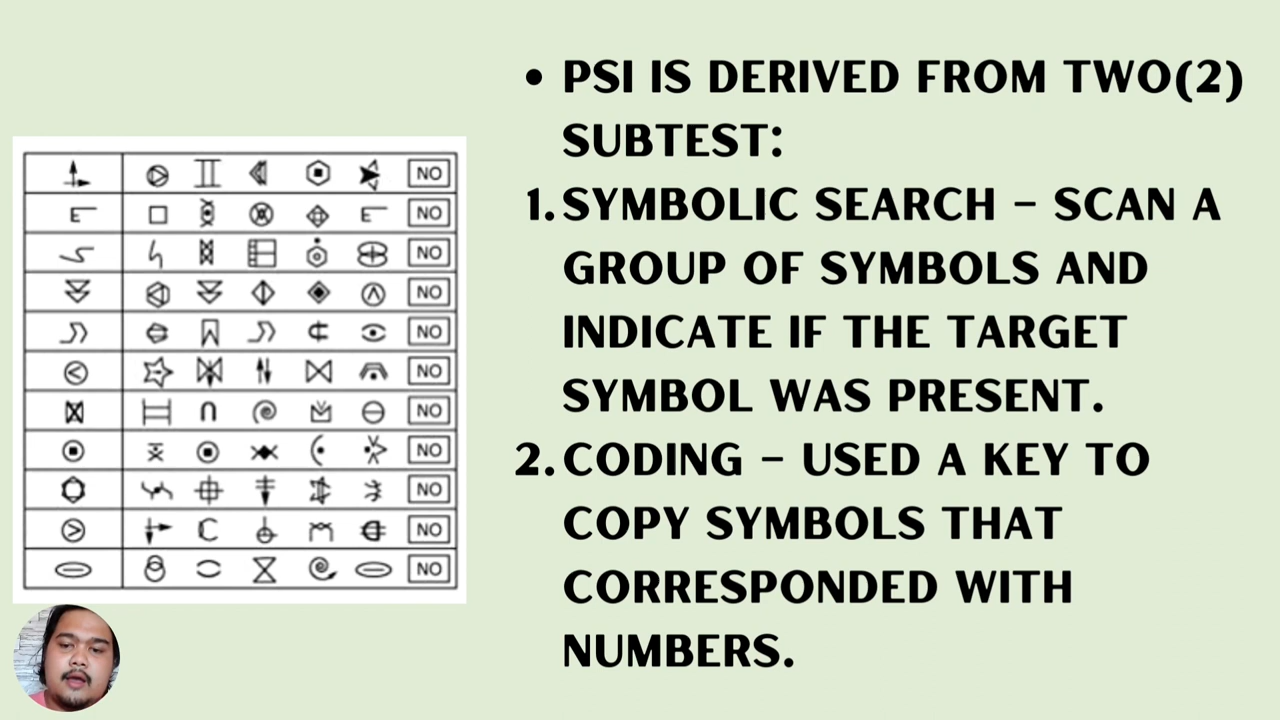 NO
NO
NO
NO
NO
NO
NO
NO
NO
NO
NO
• PSI IS DERIVED FROM TWO(2)
SUBTEST:
1. SYMBOLIC SEARCH – SCAN A
GROUP OF SYMBOLS AND
INDICATE IF THE TARGET
SYMBOL WAS PRESENT.
2. CODING – USED A KEY TO
COPY SYMBOLS THAT
CORRESPONDED WITH
NUMBERS.